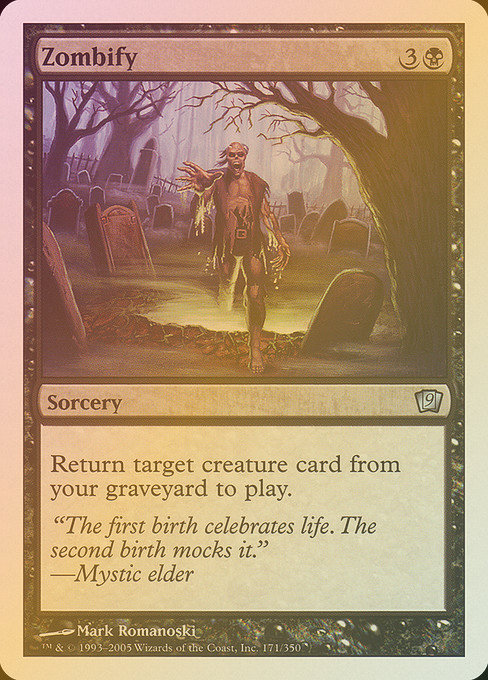 Zombify 3
Sorcery 9
Return target creature card from
your graveyard to play.
“The first birth celebrates life. The
second birth mocks it.”
—Mystic elder
Mark Romanoski
™ & © 1993–2005 Wizards of the Coast, Inc. 171/350